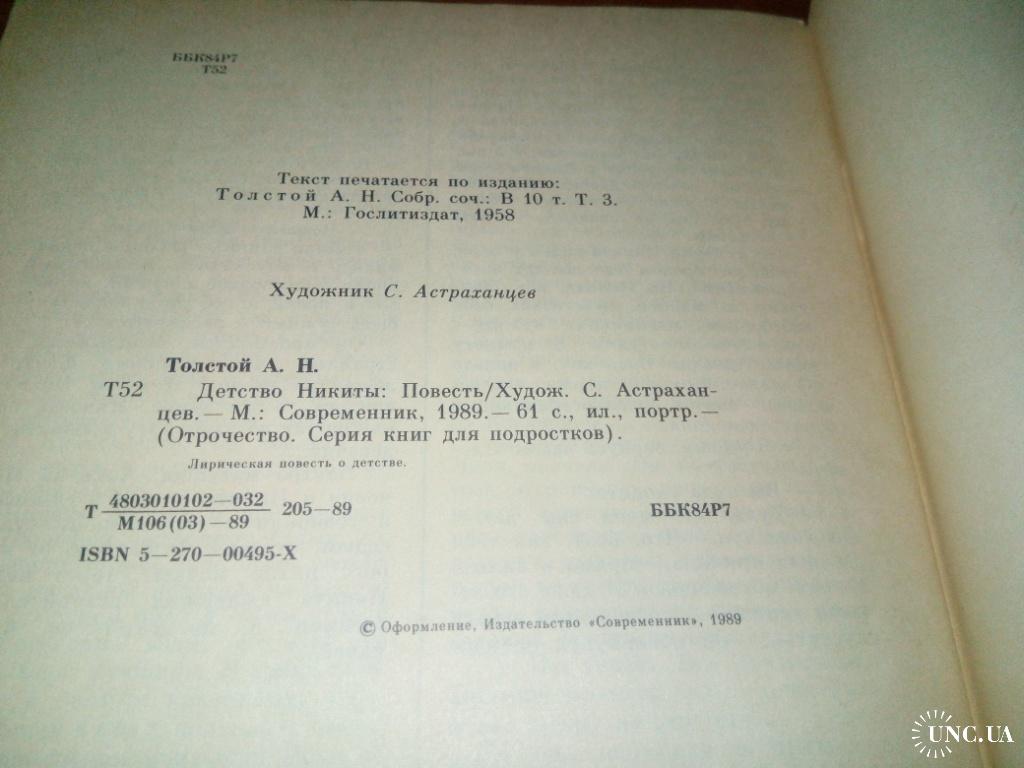 ББК84Р7
Т52
Текст печатается по изданию:
Толстой А. Н. Собр. соч.: В 10 т. Т. 3.
М.: Гослитиздат, 1958
Художник С. Астраханцев
Толстой А. Н.
Т52 Детство Никиты: Повесть/Худож. С. Астрахан-
цев.— М.: Современник, 1989.— 61 с., ил., портр.—
(Отрочество. Серия книг для подростков).
Лирическая повесть о детстве.
4803010102—032
Т 205—89
М106(03)—89
ББК84Р7
ISBN 5—270—00495-X
© Оформление, Издательство «Современник», 1989
UNC.UA